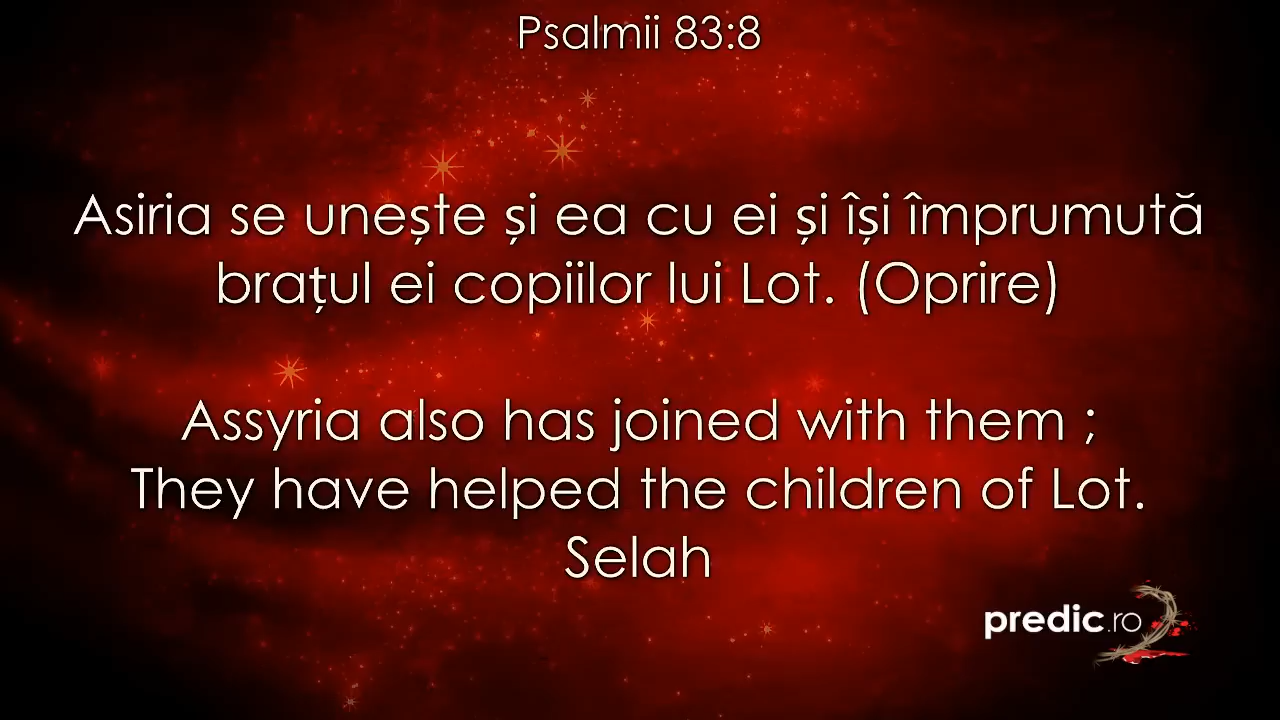 Psalmii 83:8
Asiria se unește și ea cu ei și își împrumută
brațul ei copiilor lui Lot. (Oprire)
Assyria also has joined with them ;
They have helped the children of Lot.
Selah
predic.ro